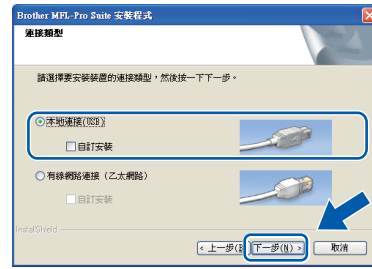 Brother MFL-Pro Suite 安裝程式
連接類型
請選擇要安裝裝置的連接類型，然後按一下下一步。
本地連接(USB)
自訂安裝
有線網路連接（乙太網路）
自訂安裝
InstallShield
< 上一步(B) 下一步(N) > 取消